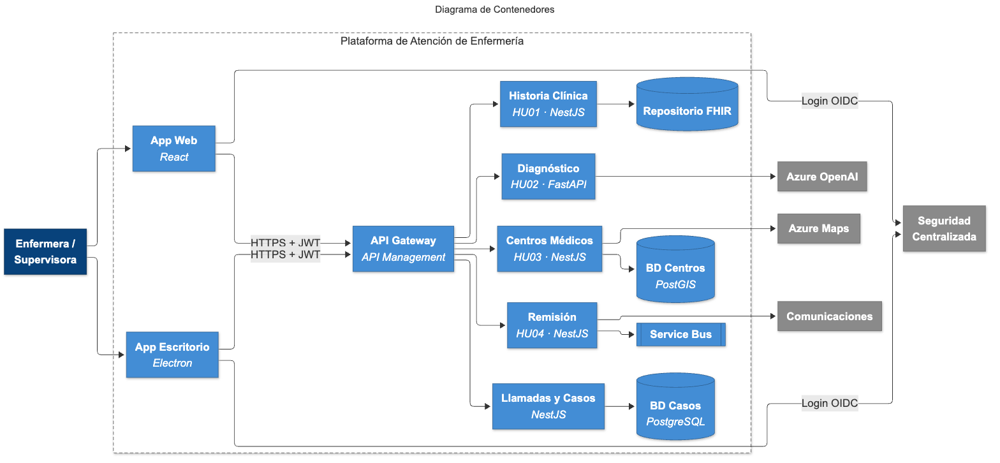 Diagrama de Contenedores
Plataforma de Atención de Enfermería
Enfermera /
Supervisora
App Web
React
App Escritorio
Electron
HTTPS + JWT
HTTPS + JWT
API Gateway
API Management
Historia Clínica
HU01 · NestJS
Diagnóstico
HU02 · FastAPI
Centros Médicos
HU03 · NestJS
Remisión
HU04 · NestJS
Llamadas y Casos
NestJS
Repositorio FHIR
BD Centros
PostGIS
Service Bus
BD Casos
PostgreSQL
Login OIDC
Azure OpenAI
Azure Maps
Comunicaciones
Login OIDC
Seguridad
Centralizada